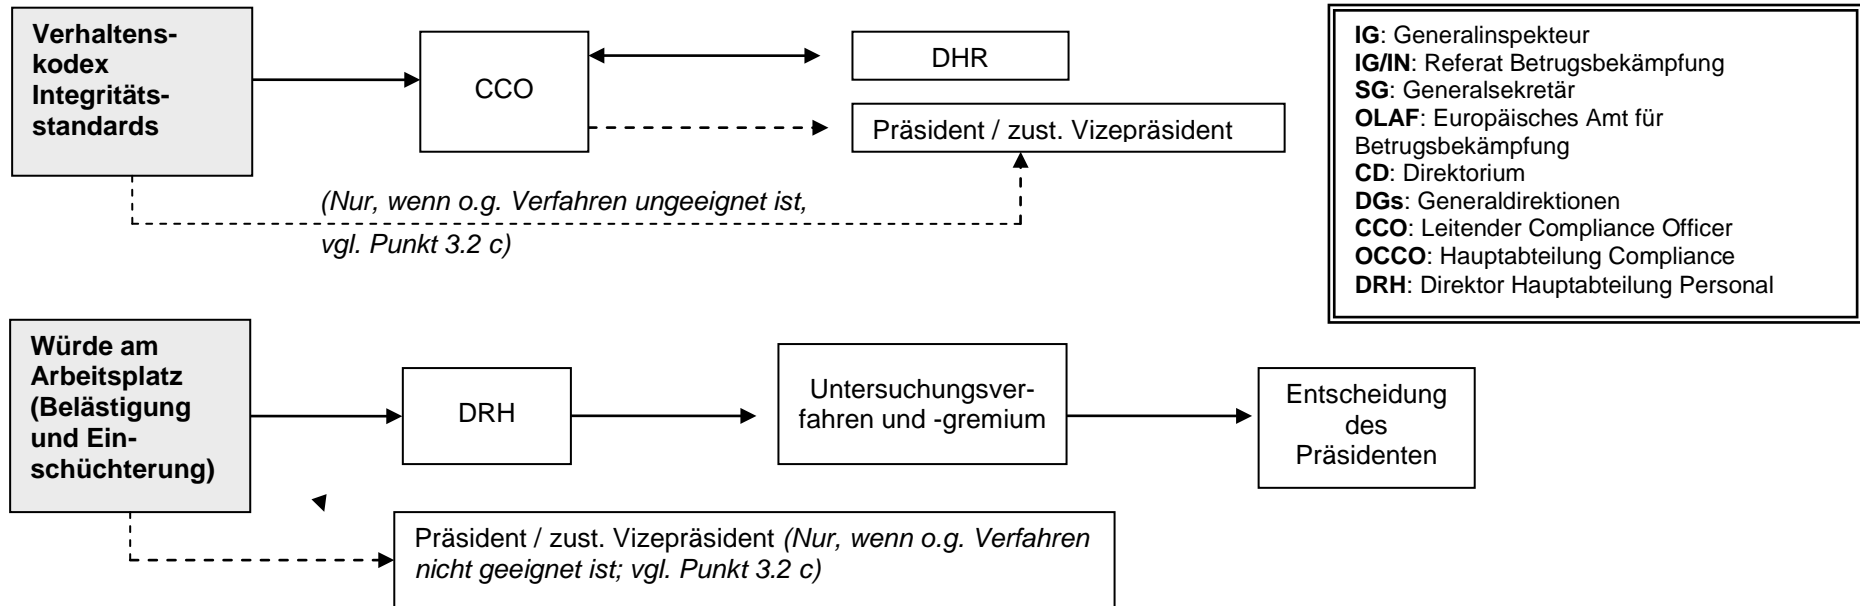 Verhaltens-
kodex
Integritäts-
standards
CCO
DHR
Präsident / zust. Vizepräsident
(Nur, wenn o.g. Verfahren ungeeignet ist,
vgl. Punkt 3.2 c)
IG: Generalinspekteur
IG/IN: Referat Betrugsbekämpfung
SG: Generalsekretär
OLAF: Europäisches Amt für
Betrugsbekämpfung
CD: Direktorium
DGs: Generaldirektionen
CCO: Leitender Compliance Officer
OCCO: Hauptabteilung Compliance
DRH: Direktor Hauptabteilung Personal
Würde am
Arbeitsplatz
(Belästigung
und Ein-
schüchterung)
DRH
Untersuchungsver-
fahren und -gremium
Entscheidung
des
Präsidenten
Präsident / zust. Vizepräsident (Nur, wenn o.g. Verfahren
nicht geeignet ist; vgl. Punkt 3.2 c)